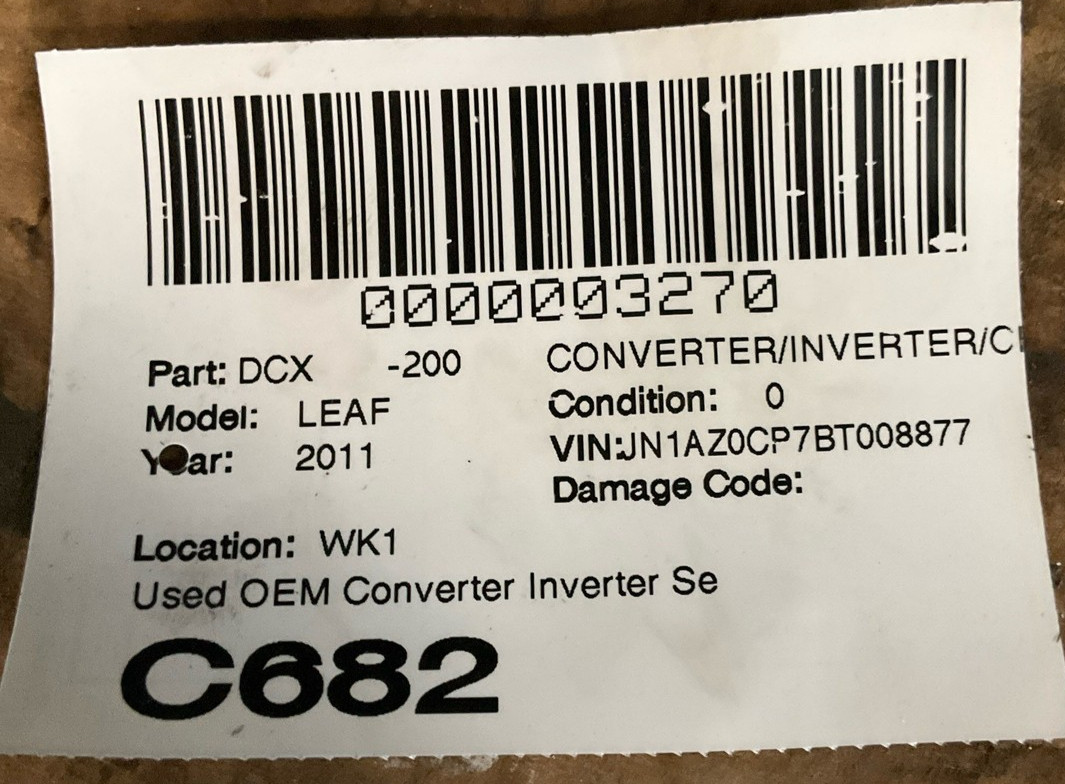 0000003270
Part: DCX -200 CONVERTER/INVERTER/C
Model: LEAF Condition: 0
Year: 2011 VIN:JN1AZ0CP7BT008877
Damage Code:
Location: WK1
Used OEM Converter Inverter Se
C682